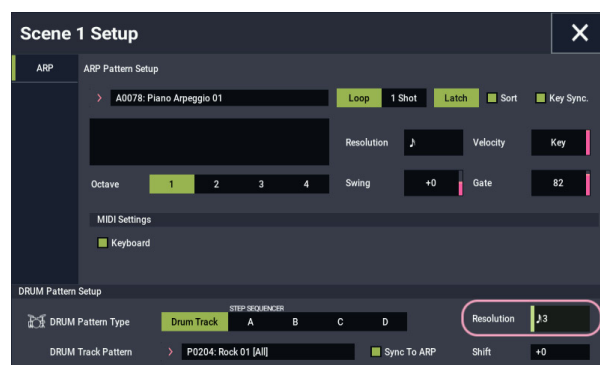 Scene 1 Setup
ARP
ARP Pattern Setup
> A0078: Piano Arpeggio 01
Loop 1 Shot Latch Sort Key Sync.
Resolution ♪ Velocity Key
Octave 1 2 3 4 Swing +0 Gate 82
MIDI Settings
Keyboard
DRUM Pattern Setup
STEP SEQUENCER
DRUM Pattern Type Drum Track A B C D Resolution ♪3
DRUM Track Pattern > P0204: Rock 01 [All] Sync To ARP Shift +0